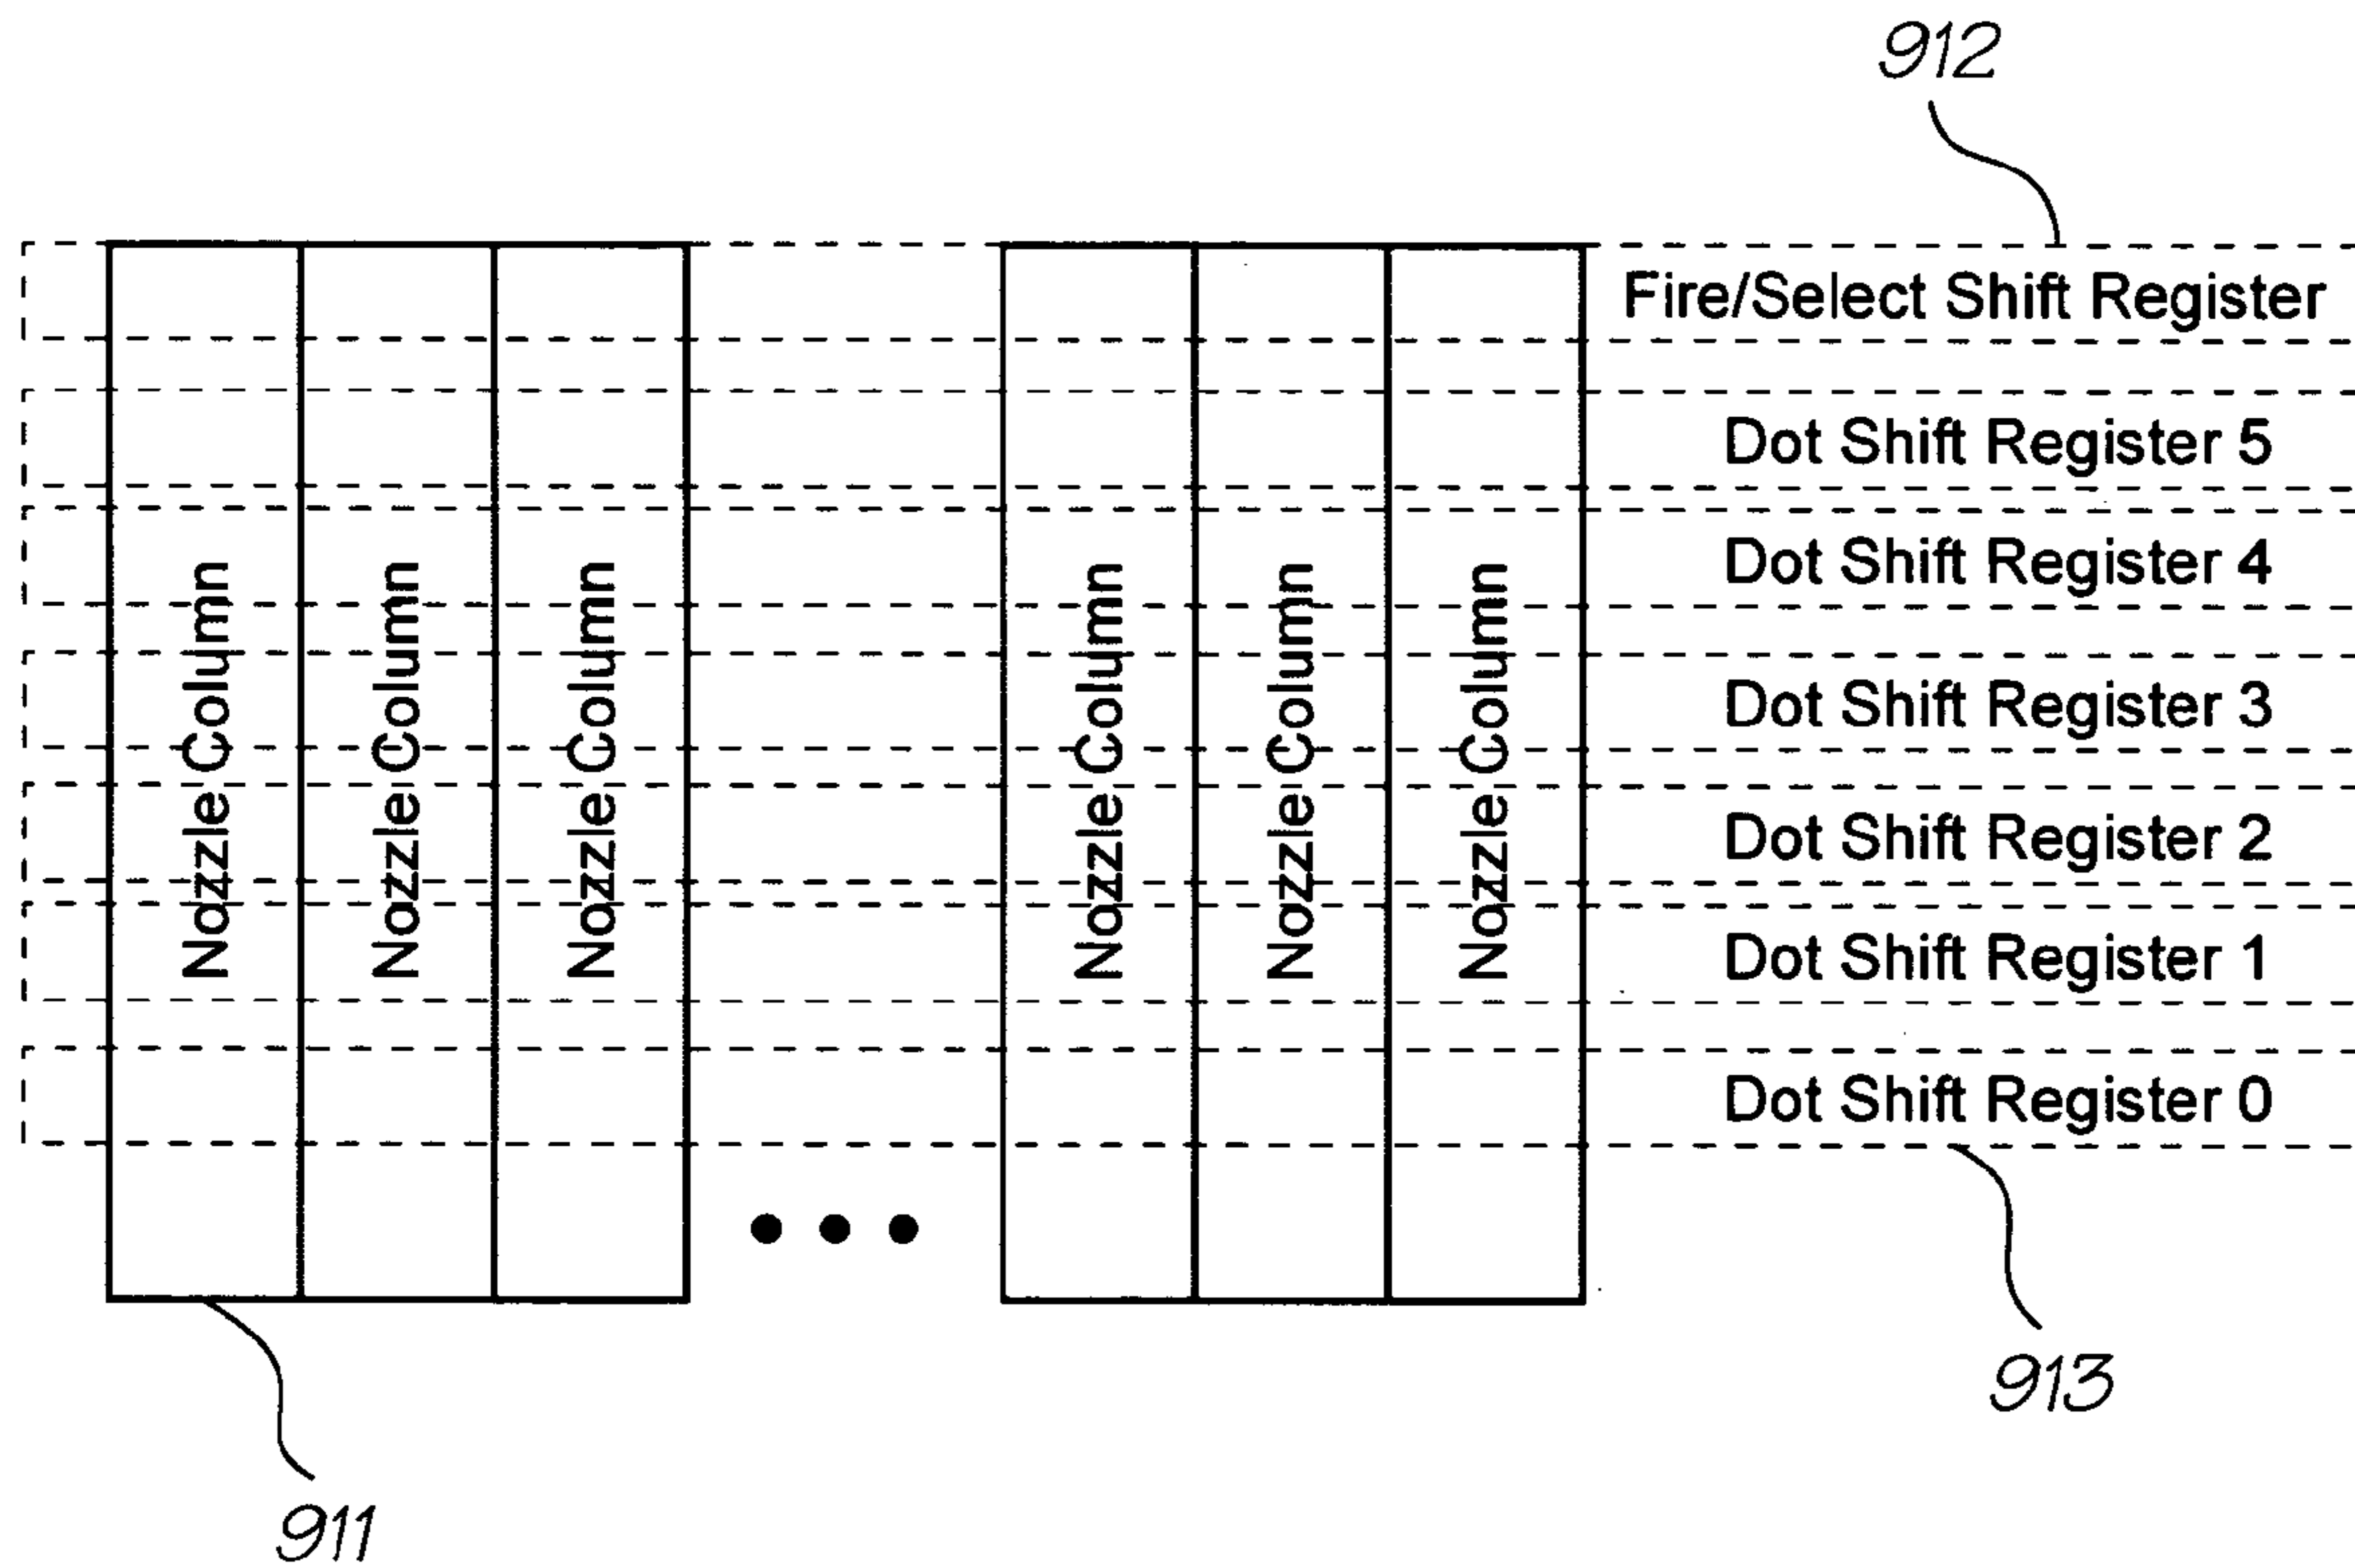 912
Fire/Select Shift Register
Dot Shift Register 5
Dot Shift Register 4
Dot Shift Register 3
Dot Shift Register 2
Dot Shift Register 1
Dot Shift Register 0
Nozzle Column
Nozzle Column
Nozzle Column
Nozzle Column
Nozzle Column
Nozzle Column
913
911